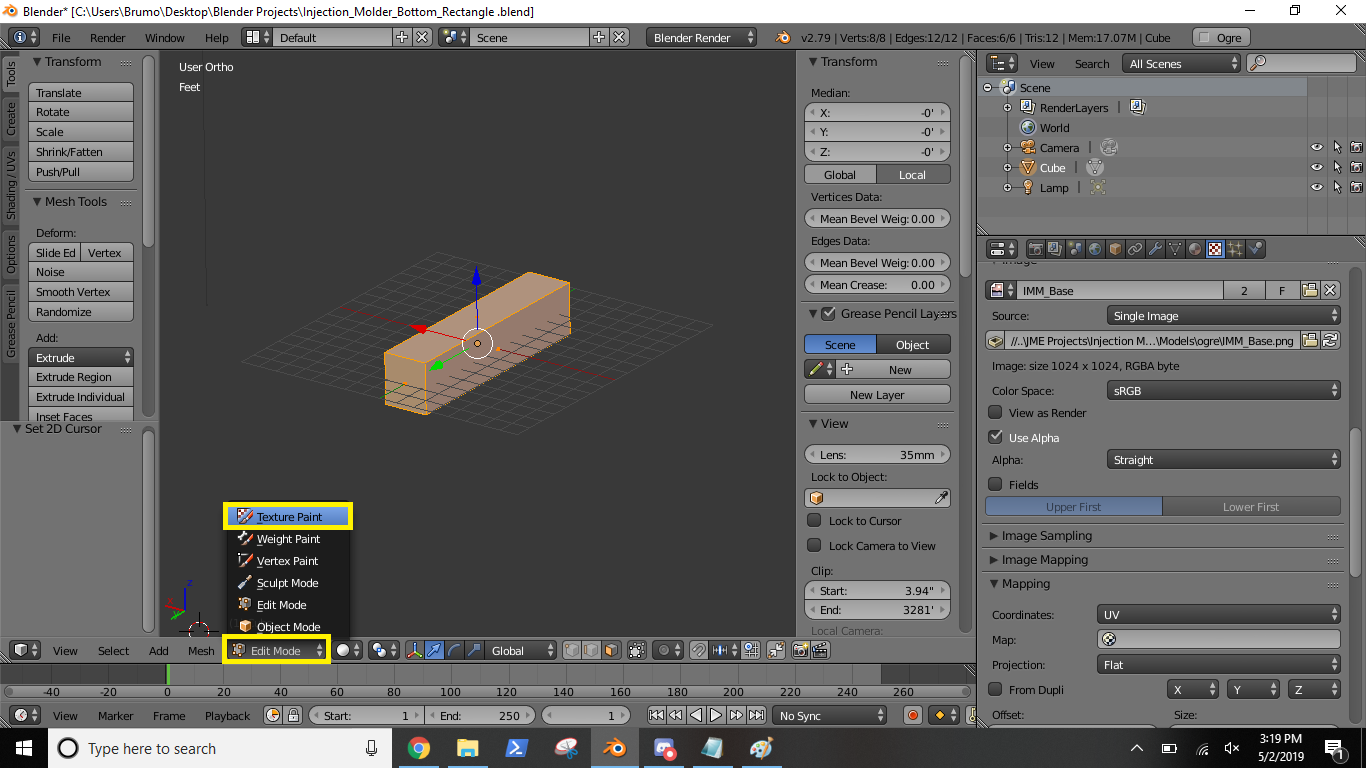 Blender* [C:\Users\Brumo\Desktop\Blender Projects\Injection_Molder_Bottom_Rectangle .blend]
File Render Window Help Default Scene Blender Render v2.79 | Verts:8/8 | Edges:12/12 | Faces:6/6 | Tris:12 | Mem:17.07M | Cube Ogre
Tools
Create
Shading / UVs
Options
Grease Pencil
Transform
Translate
Rotate
Scale
Shrink/Fatten
Push/Pull
Mesh Tools
Deform:
Slide Ed Vertex
Noise
Smooth Vertex
Randomize
Add:
Extrude
Extrude Region
Extrude Individual
Inset Faces
Set 2D Cursor
User Ortho
Feet
Texture Paint
Weight Paint
Vertex Paint
Sculpt Mode
Edit Mode
Object Mode
View Select Add Mesh Edit Mode Global
Transform
Median:
X: -0'
Y: -0'
Z: -0'
Global Local
Vertices Data:
Mean Bevel Weig: 0.00
Edges Data:
Mean Bevel Weig: 0.00
Mean Crease: 0.00
Grease Pencil Layers
Scene Object
New
New Layer
View
Lens: 35mm
Lock to Object:
Lock to Cursor
Lock Camera to View
Clip:
Start: 3.94"
End: 3281'
Local Camera:
View Search All Scenes
Scene
RenderLayers |
World
Camera |
Cube |
Lamp |
Image
IMM_Base 2 F
Source: Single Image
//..\JME Projects\Injection M...\Models\ogre\IMM_Base.png
Image: size 1024 x 1024, RGBA byte
Color Space: sRGB
View as Render
Use Alpha
Alpha: Straight
Fields
Upper First Lower First
Image Sampling
Image Mapping
Mapping
Coordinates: UV
Map:
Projection: Flat
From Dupli X Y Z
Offset: Size:
-40 -20 0 20 40 60 80 100 120 140 160 180 200 220 240 260
View Marker Frame Playback Start: 1 End: 250 1 No Sync
Type here to search
3:19 PM
5/2/2019
1